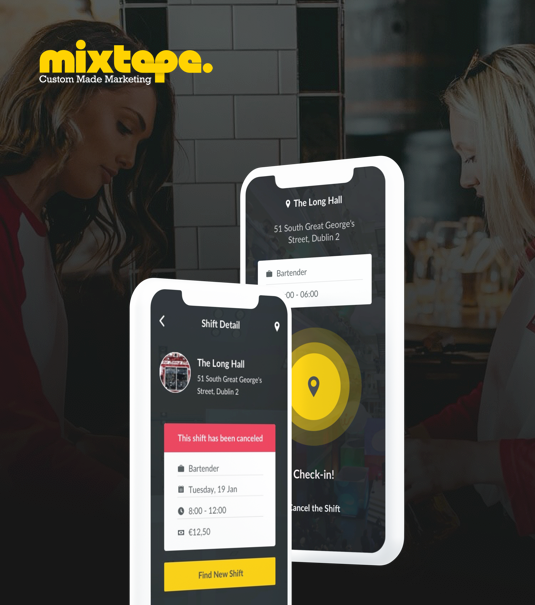 mixtape.
Custom Made Marketing
The Long Hall
51 South Great George's
Street, Dublin 2
Bartender
:00 - 06:00
Check-in!
Cancel the Shift
Shift Detail
The Long Hall
51 South Great George's
Street, Dublin 2
This shift has been canceled
Bartender
Tuesday, 19 Jan
8:00 - 12:00
€12,50
Find New Shift